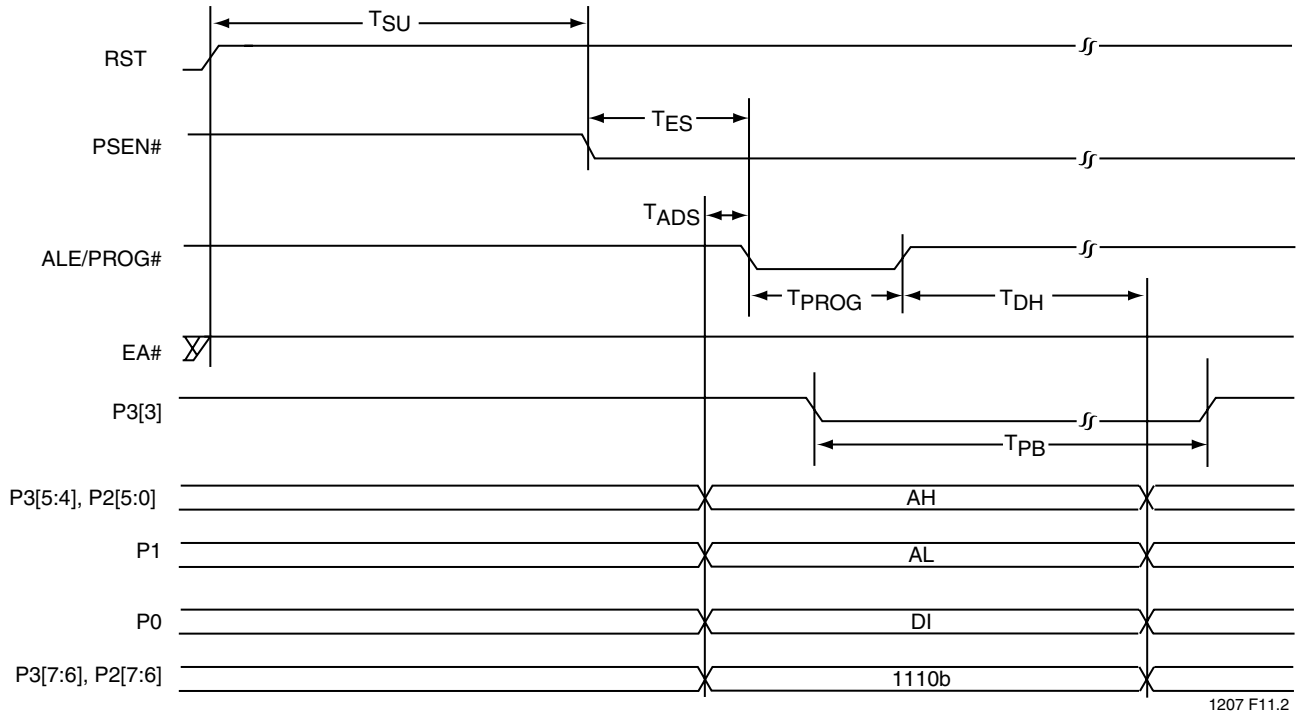 TSU
RST
TES
PSEN#
TADS
ALE/PROG#
TPROG
TDH
EA#
P3[3]
TPB
P3[5:4], P2[5:0]
AH
P1
AL
P0
DI
P3[7:6], P2[7:6]
1110b
1207 F11.2